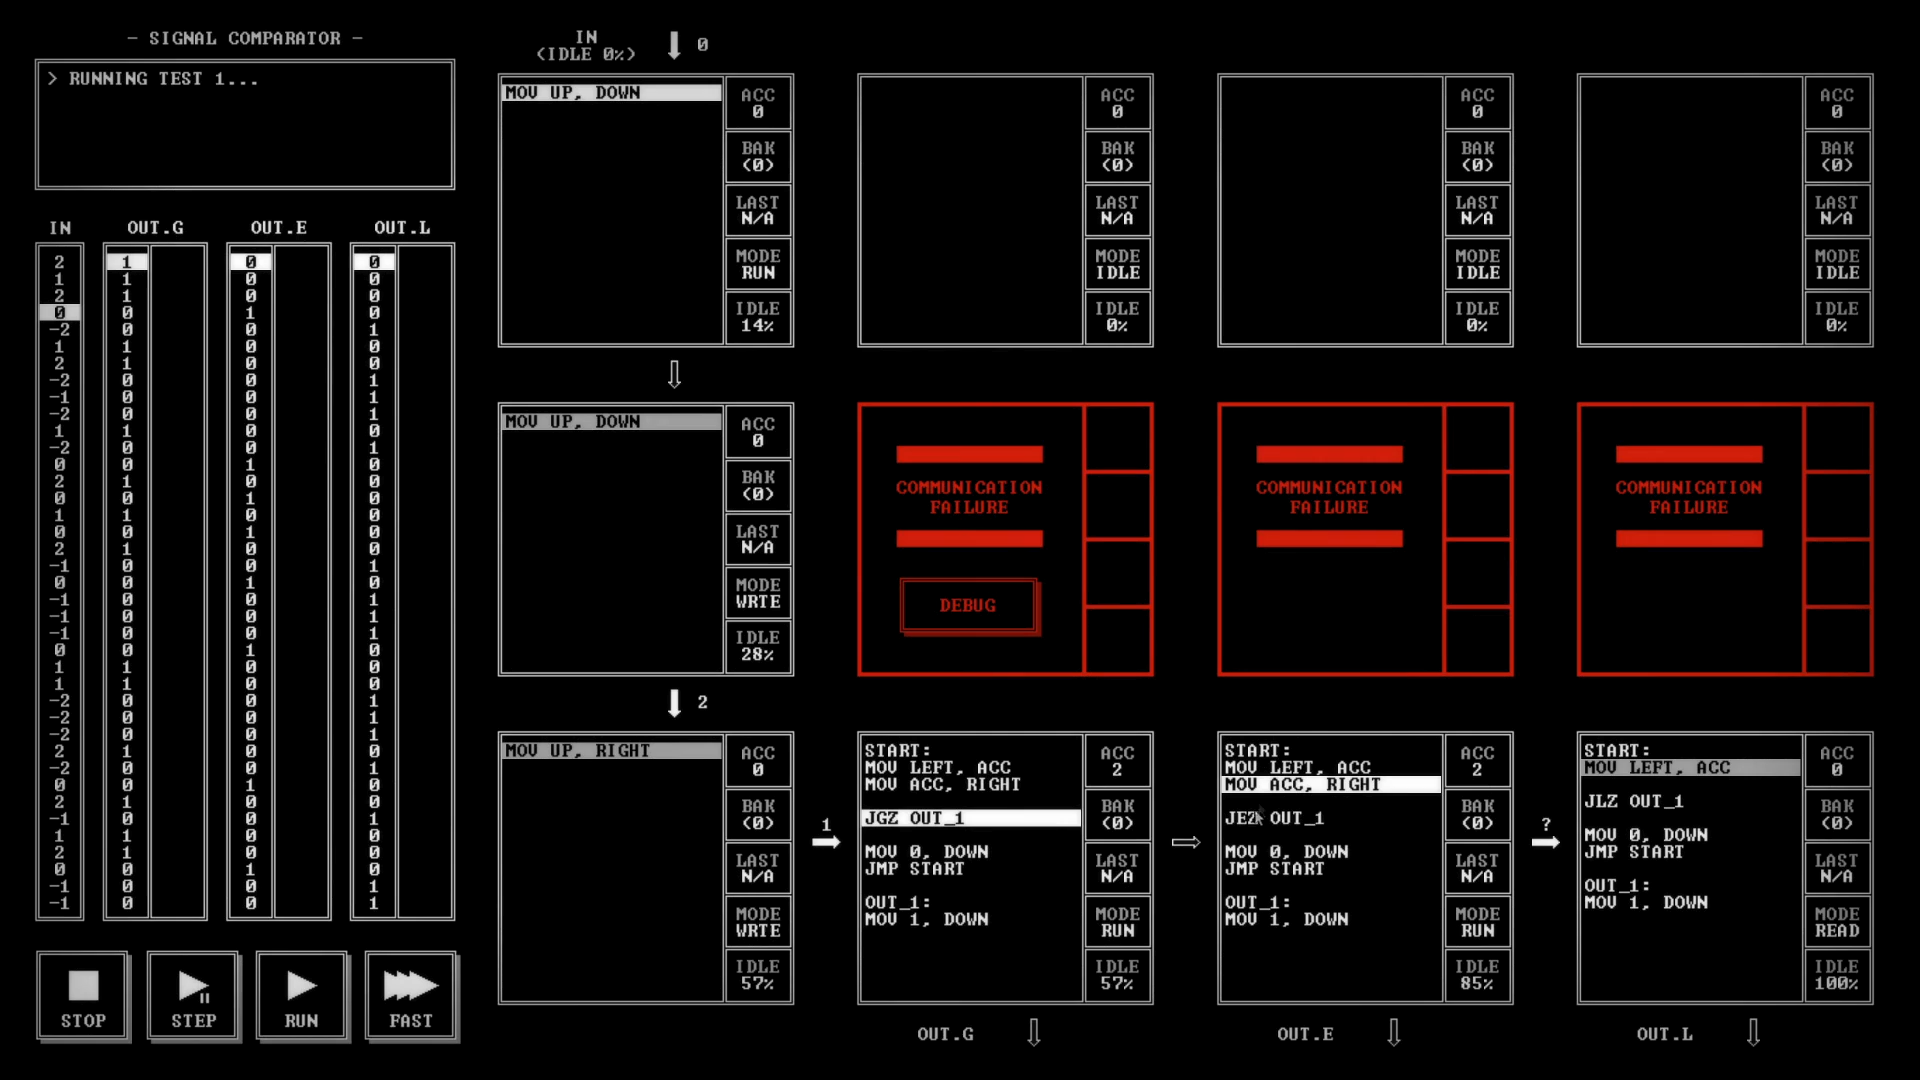 - SIGNAL COMPARATOR -
> RUNNING TEST 1...
IN OUT.G OUT.E OUT.L
2 1 0 0
1 1 0 0
2 1 0 0
0 0 1 0
-2 0 0 1
1 1 0 0
2 1 0 0
-2 0 0 1
-1 0 0 1
-2 0 0 1
1 1 0 0
-2 0 0 1
0 0 1 0
2 1 0 0
0 0 1 0
1 1 0 0
0 0 1 0
2 1 0 0
-1 0 0 1
0 0 1 0
-1 0 0 1
-1 0 0 1
-1 0 0 1
0 0 1 0
1 1 0 0
1 1 0 0
-2 0 0 1
-2 0 0 1
-2 0 0 1
2 1 0 0
-2 0 0 1
0 0 1 0
2 1 0 0
-1 0 0 1
1 1 0 0
2 1 0 0
0 0 1 0
-1 0 0 1
-1 0 0 1
STOP
STEP
RUN
FAST
IN
(IDLE 0%)
0
MOV UP, DOWN
ACC
0
BAK
(0)
LAST
N/A
MODE
RUN
IDLE
14%
ACC
0
BAK
(0)
LAST
N/A
MODE
IDLE
IDLE
0%
ACC
0
BAK
(0)
LAST
N/A
MODE
IDLE
IDLE
0%
ACC
0
BAK
(0)
LAST
N/A
MODE
IDLE
IDLE
0%
MOV UP, DOWN
ACC
0
BAK
(0)
LAST
N/A
MODE
WRTE
IDLE
28%
COMMUNICATION
FAILURE
DEBUG
COMMUNICATION
FAILURE
COMMUNICATION
FAILURE
2
MOV UP, RIGHT
ACC
0
BAK
(0)
LAST
N/A
MODE
WRTE
IDLE
57%
1
START:
MOV LEFT, ACC
MOV ACC, RIGHT
JGZ OUT_1
MOV 0, DOWN
JMP START
OUT_1:
MOV 1, DOWN
ACC
2
BAK
(0)
LAST
N/A
MODE
RUN
IDLE
57%
START:
MOV LEFT, ACC
MOV ACC, RIGHT
JEZ OUT_1
MOV 0, DOWN
JMP START
OUT_1:
MOV 1, DOWN
ACC
2
BAK
(0)
LAST
N/A
MODE
RUN
IDLE
85%
?
START:
MOV LEFT, ACC
JLZ OUT_1
MOV 0, DOWN
JMP START
OUT_1:
MOV 1, DOWN
ACC
0
BAK
(0)
LAST
N/A
MODE
READ
IDLE
100%
OUT.G
OUT.E
OUT.L